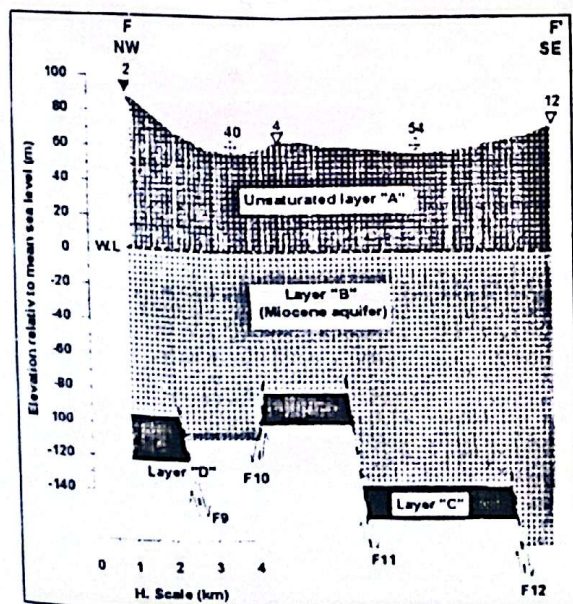 F
NW
F'
SE
2
40
4
54
12
100
80
60
40
20
0
-20
-40
-60
-80
100
-120
-140
Elevation relative to mean sea level (m)
W.L
Unsaturated layer "A"
Layer "B"
(Miocene aquifer)
Layer "D"
Layer "C"
F9
F10
F11
F12
0 1 2 3 4
H. Scale (km)